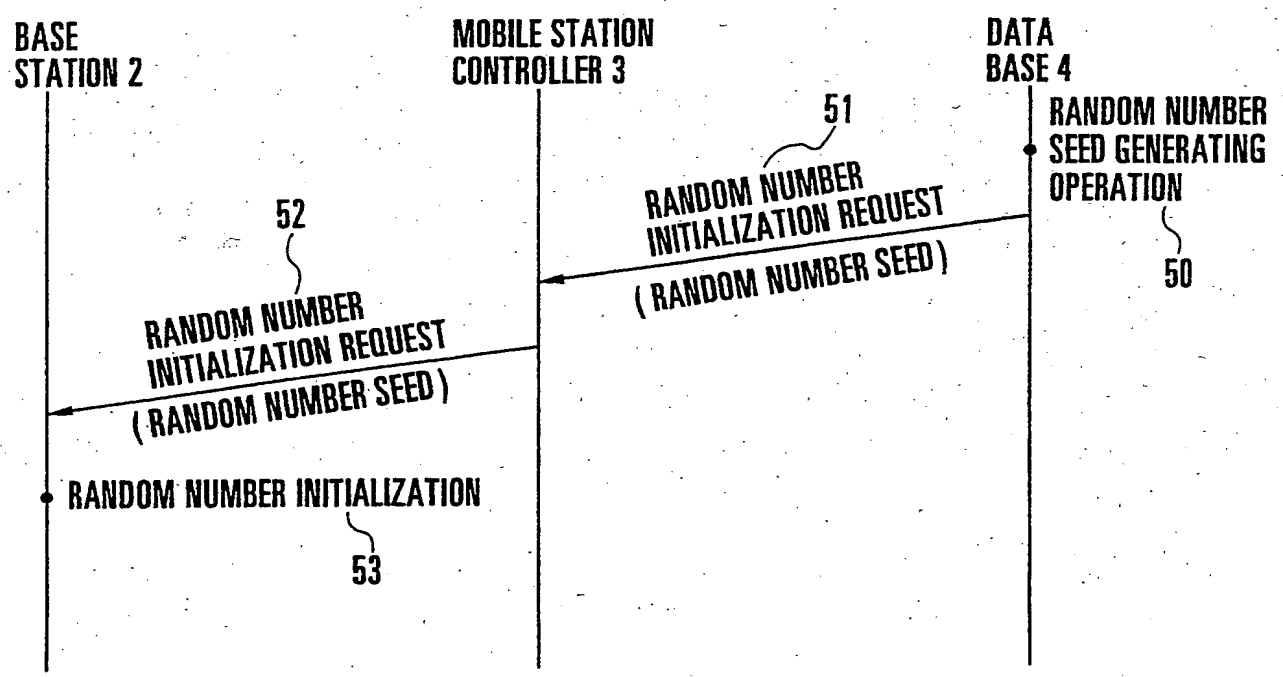 BASE
STATION 2
MOBILE STATION
CONTROLLER 3
DATA
BASE 4
RANDOM NUMBER
SEED GENERATING
OPERATION
50
51
RANDOM NUMBER
INITIALIZATION REQUEST
(RANDOM NUMBER SEED)
52
RANDOM NUMBER
INITIALIZATION REQUEST
(RANDOM NUMBER SEED)
RANDOM NUMBER INITIALIZATION
53